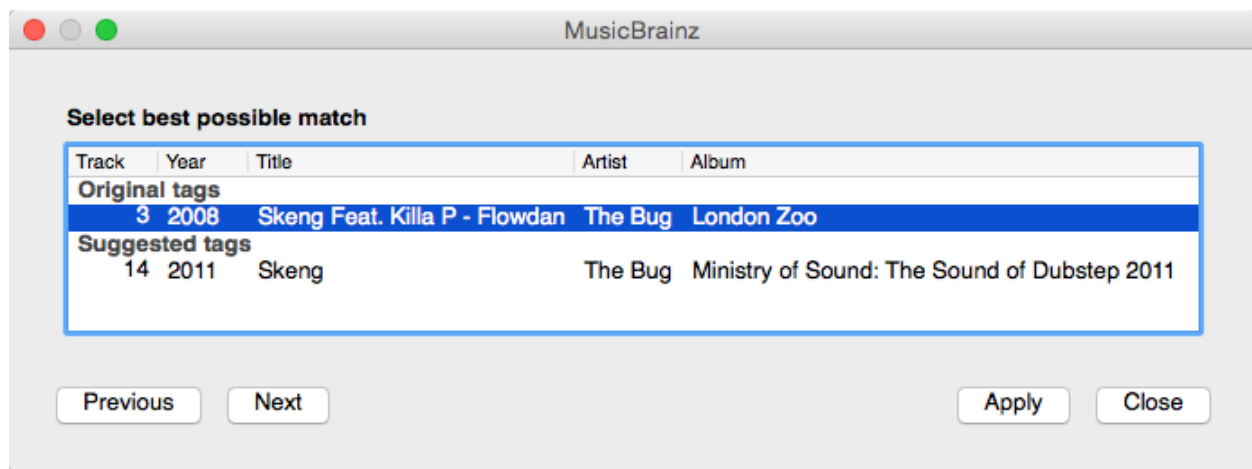 MusicBrainz
Select best possible match
Track Year Title Artist Album
Original tags
3 2008 Skeng Feat. Killa P - Flowdan The Bug London Zoo
Suggested tags
14 2011 Skeng The Bug Ministry of Sound: The Sound of Dubstep 2011
Previous Next Apply Close